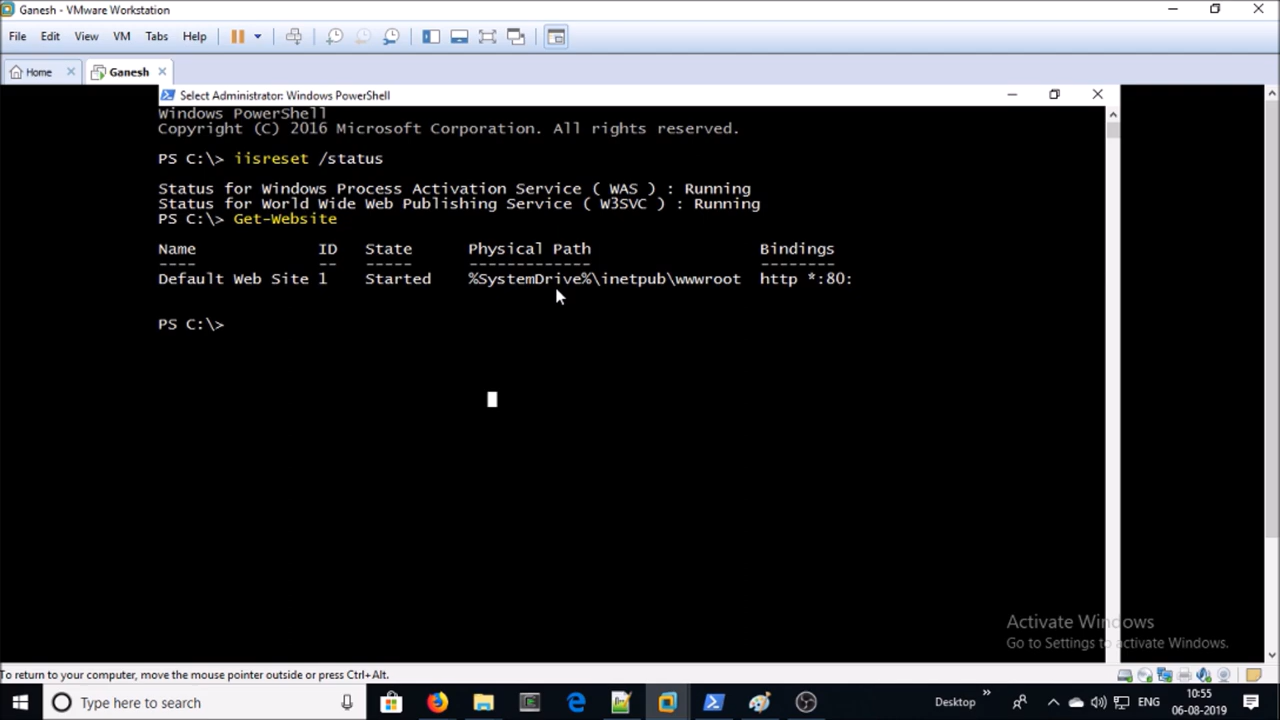 Ganesh - VMware Workstation
File Edit View VM Tabs Help
Home Ganesh
Select Administrator: Windows PowerShell
Windows PowerShell
Copyright (C) 2016 Microsoft Corporation. All rights reserved.
PS C:\> iisreset /status
Status for Windows Process Activation Service ( WAS ) : Running
Status for World Wide Web Publishing Service ( W3SVC ) : Running
PS C:\> Get-Website
Name ID State Physical Path Bindings
---- -- ----- ------------- --------
Default Web Site 1 Started %SystemDrive%\inetpub\wwwroot http *:80:
PS C:\>
Activate Windows
Go to Settings to activate Windows.
To return to your computer, move the mouse pointer outside or press Ctrl+Alt.
Type here to search
Desktop
ENG
10:55
06-08-2019